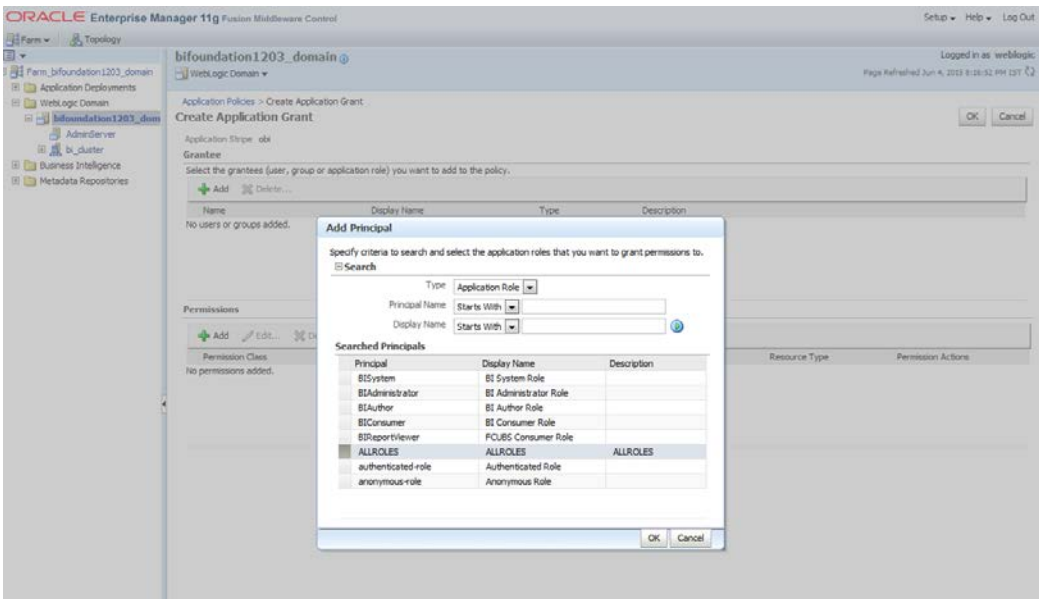 ORACLE Enterprise Manager 11g Fusion Middleware Control
Setup Help Log Out
Farm Topology
bifoundation1203_domain
Logged in as weblogic
WebLogic Domain
Page Refreshed Jun 4, 2015 PM IST
Farm_bifoundation1203_domain
Application Deployments
WebLogic Domain
bifoundation1203_dom
AdminServer
bi_cluster
Business Intelligence
Metadata Repositories
Application Policies > Create Application Grant
Create Application Grant
OK Cancel
Application Stripe obi
Grantee
Select the grantees (user, group or application role) you want to add to the policy.
Add Delete...
Name Display Name Type Description
No users or groups added.
Permissions
Add Edit... De
Permission Class Resource Type Permission Actions
No permissions added.
Add Principal
Specify criteria to search and select the application roles that you want to grant permissions to.
Search
Type Application Role
Principal Name Starts With
Display Name Starts With
Searched Principals
Principal Display Name Description
BISystem BI System Role
BIAdministrator BI Administrator Role
BIAuthor BI Author Role
BIConsumer BI Consumer Role
BIReportViewer FCUBS Consumer Role
ALLROLES ALLROLES ALLROLES
authenticated-role Authenticated Role
anonymous-role Anonymous Role
OK Cancel